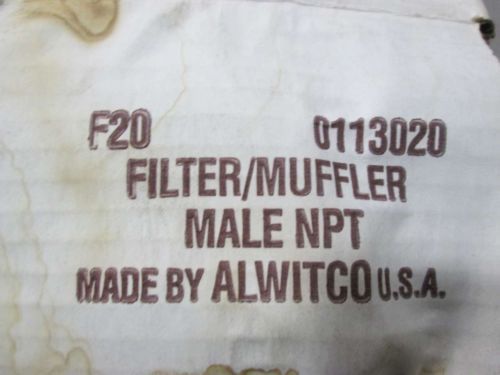 F20 0113020
FILTER/MUFFLER
MALE NPT
MADE BY ALWITCO U.S.A.